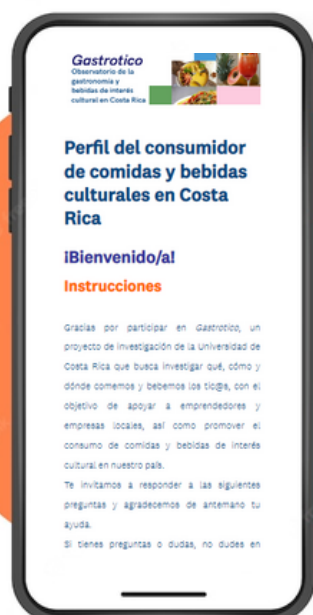 Gastrotico
Observatorio de la
gastronomía y
bebidas de interés
cultural en Costa Rica
Perfil del consumidor
de comidas y bebidas
culturales en Costa
Rica
¡Bienvenido/a!
Instrucciones
Gracias por participar en Gastrotico, un
proyecto de investigación de la Universidad de
Costa Rica que busca investigar qué, cómo y
dónde comemos y bebemos los tic@s, con el
objetivo de apoyar a emprendedores y
empresas locales, así como promover el
consumo de comidas y bebidas de interés
cultural en nuestro país.
Te invitamos a responder a las siguientes
preguntas y agradecemos de antemano tu
ayuda.
Si tienes preguntas o dudas, no dudes en